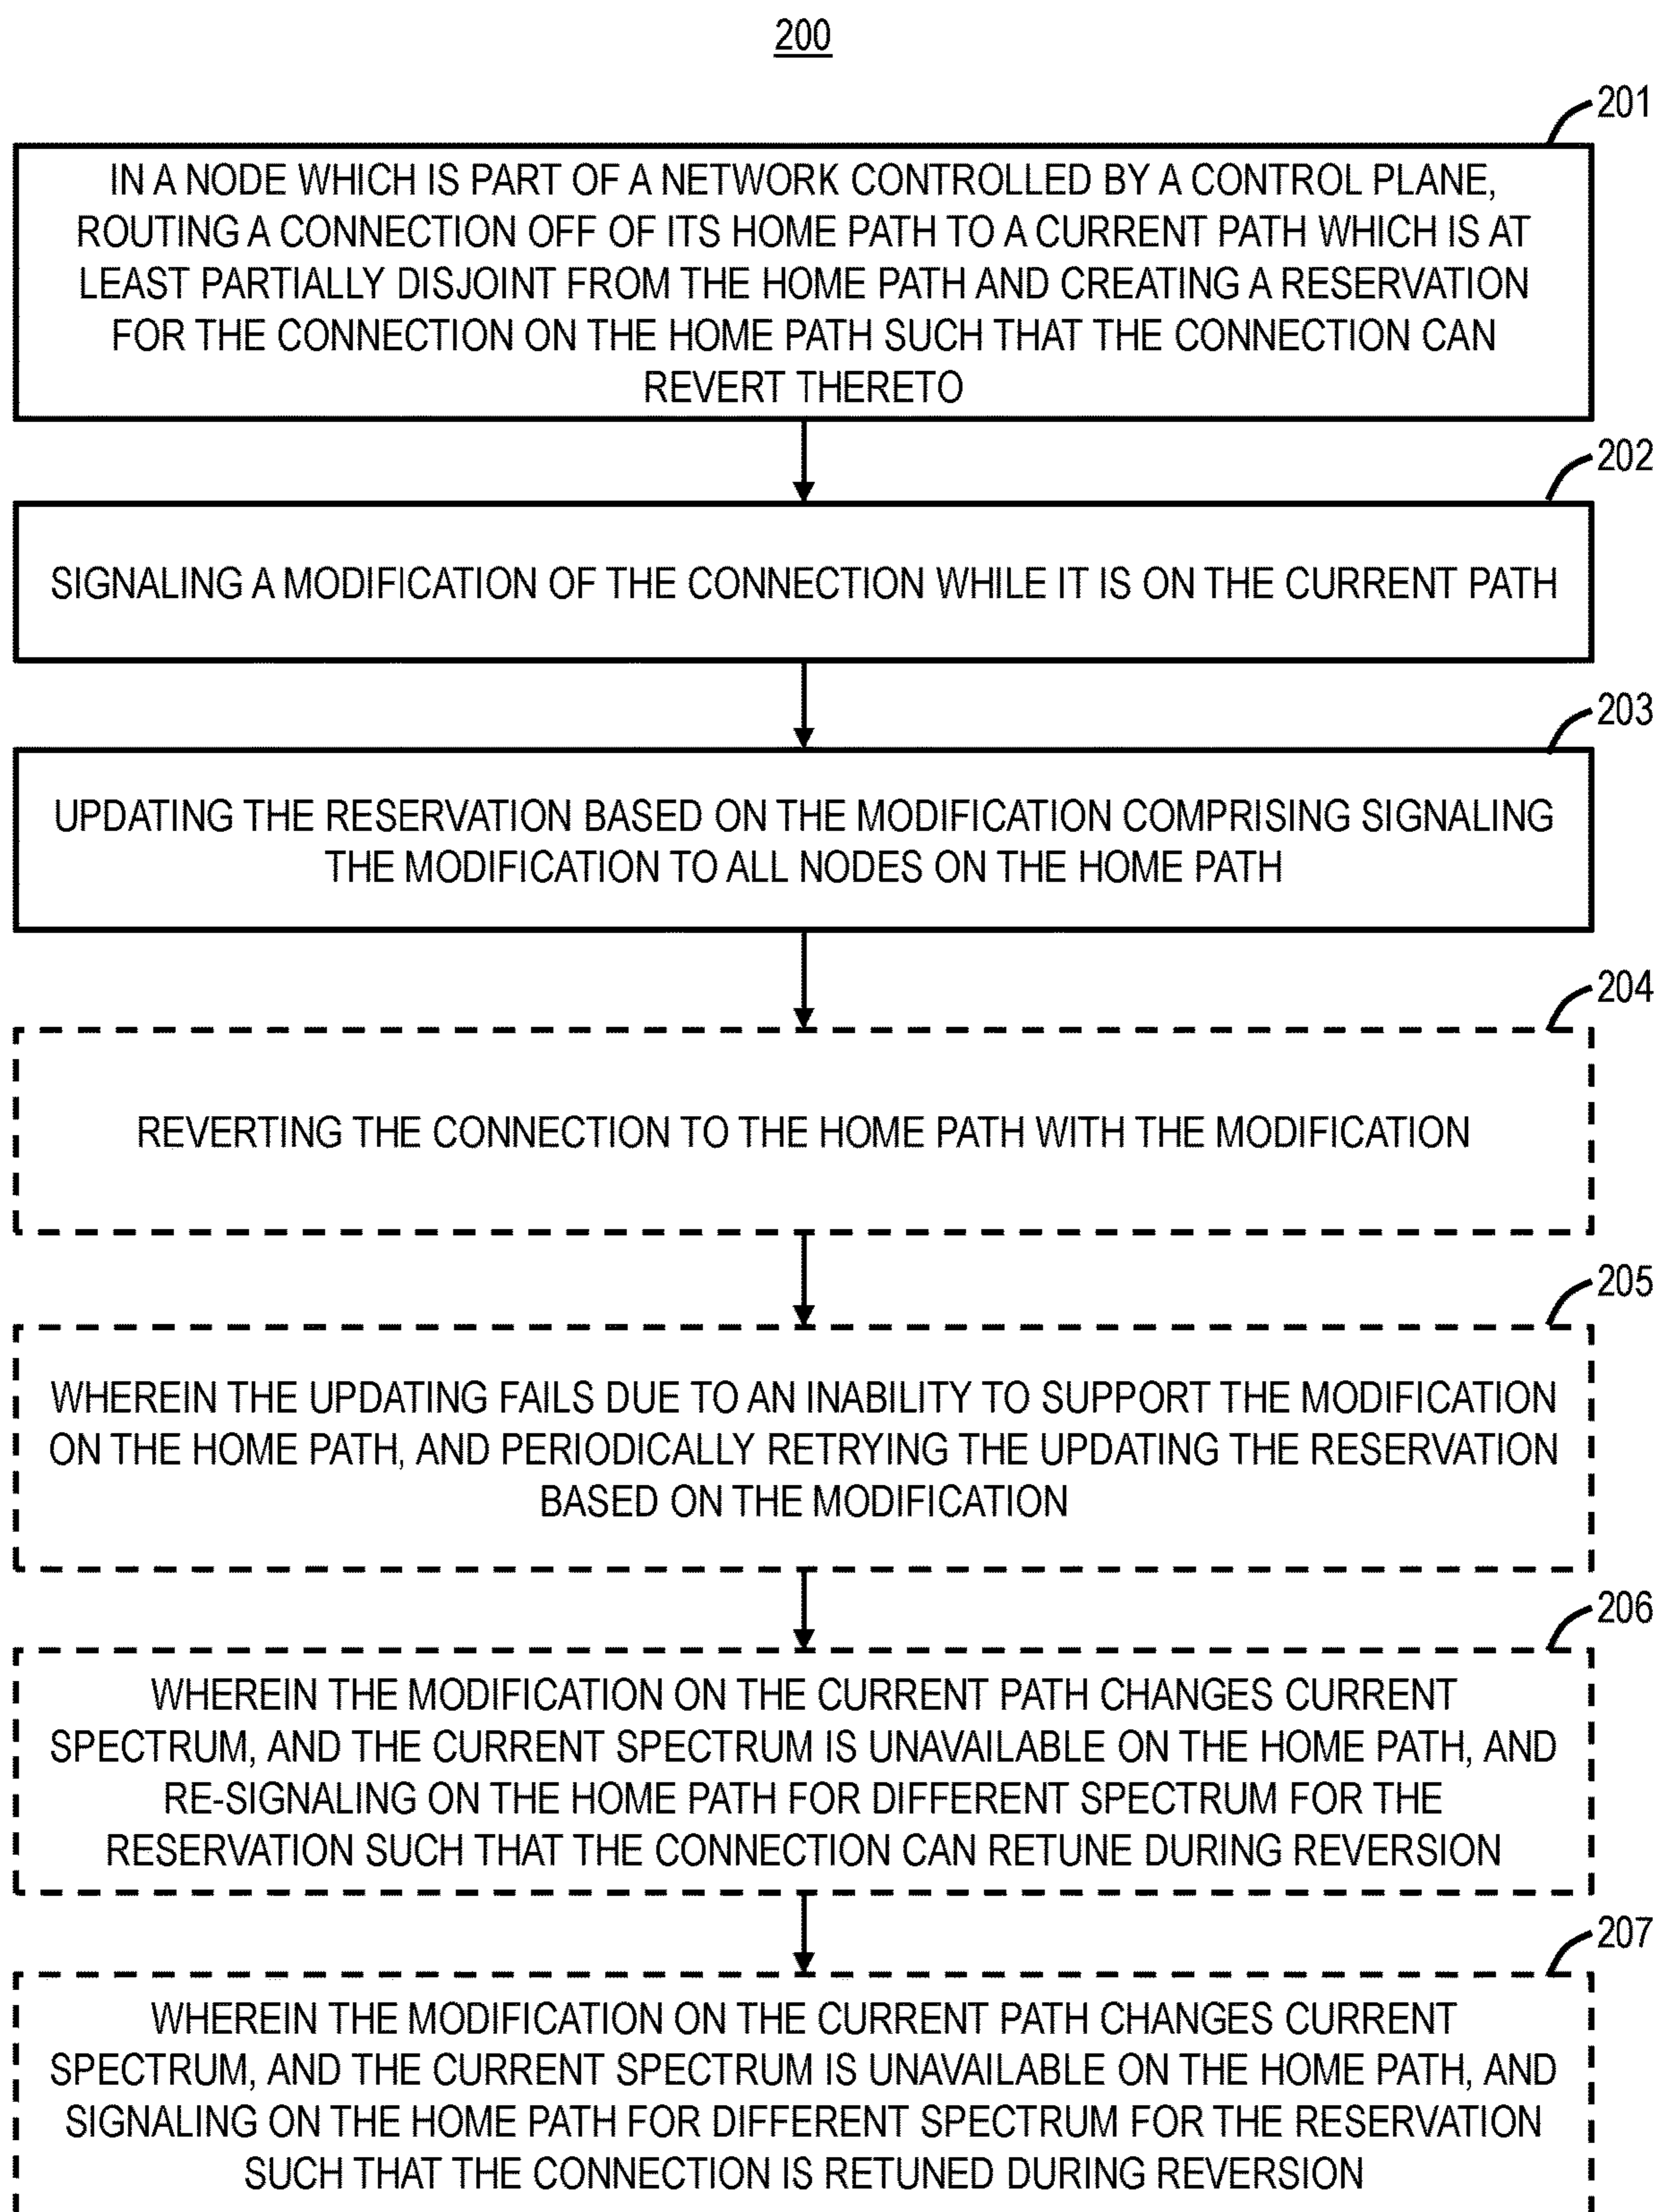 200
201
IN A NODE WHICH IS PART OF A NETWORK CONTROLLED BY A CONTROL PLANE,
ROUTING A CONNECTION OFF OF ITS HOME PATH TO A CURRENT PATH WHICH IS AT
LEAST PARTIALLY DISJOINT FROM THE HOME PATH AND CREATING A RESERVATION
FOR THE CONNECTION ON THE HOME PATH SUCH THAT THE CONNECTION CAN
REVERT THERETO
202
SIGNALING A MODIFICATION OF THE CONNECTION WHILE IT IS ON THE CURRENT PATH
203
UPDATING THE RESERVATION BASED ON THE MODIFICATION COMPRISING SIGNALING
THE MODIFICATION TO ALL NODES ON THE HOME PATH
204
REVERTING THE CONNECTION TO THE HOME PATH WITH THE MODIFICATION
205
WHEREIN THE UPDATING FAILS DUE TO AN INABILITY TO SUPPORT THE MODIFICATION
ON THE HOME PATH, AND PERIODICALLY RETRYING THE UPDATING THE RESERVATION
BASED ON THE MODIFICATION
206
WHEREIN THE MODIFICATION ON THE CURRENT PATH CHANGES CURRENT
SPECTRUM, AND THE CURRENT SPECTRUM IS UNAVAILABLE ON THE HOME PATH, AND
RE-SIGNALING ON THE HOME PATH FOR DIFFERENT SPECTRUM FOR THE
RESERVATION SUCH THAT THE CONNECTION CAN RETUNE DURING REVERSION
207
WHEREIN THE MODIFICATION ON THE CURRENT PATH CHANGES CURRENT
SPECTRUM, AND THE CURRENT SPECTRUM IS UNAVAILABLE ON THE HOME PATH, AND
SIGNALING ON THE HOME PATH FOR DIFFERENT SPECTRUM FOR THE RESERVATION
SUCH THAT THE CONNECTION IS RETUNED DURING REVERSION